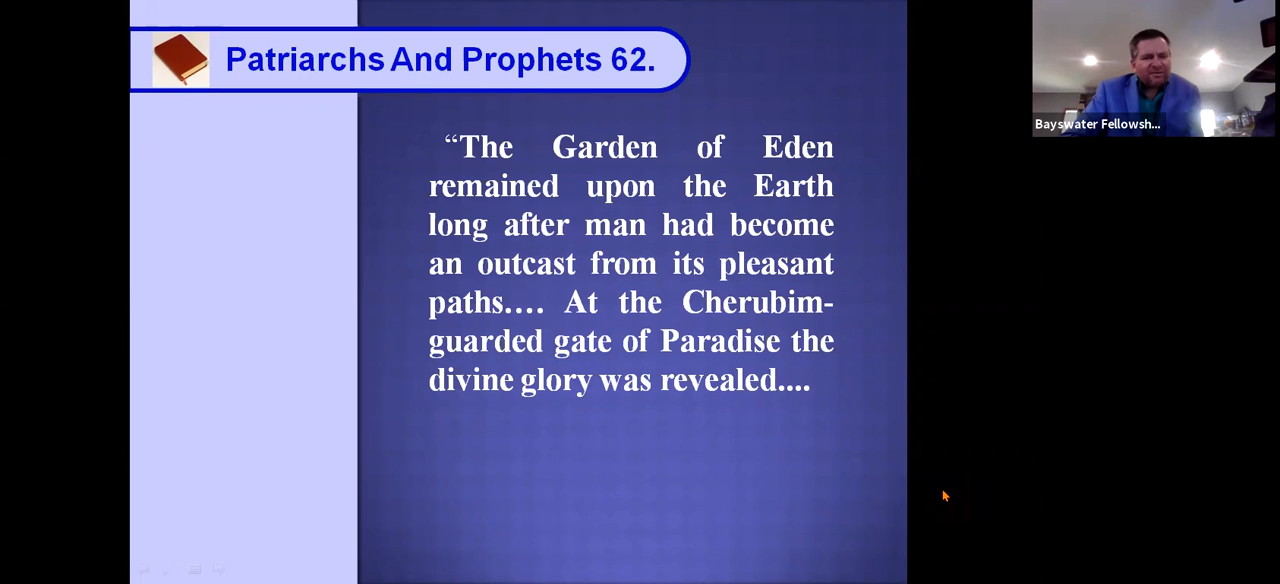 Patriarchs And Prophets 62.
“The Garden of Eden
remained upon the Earth
long after man had become
an outcast from its pleasant
paths.... At the Cherubim-
guarded gate of Paradise the
divine glory was revealed....
Bayswater Fellowsh...